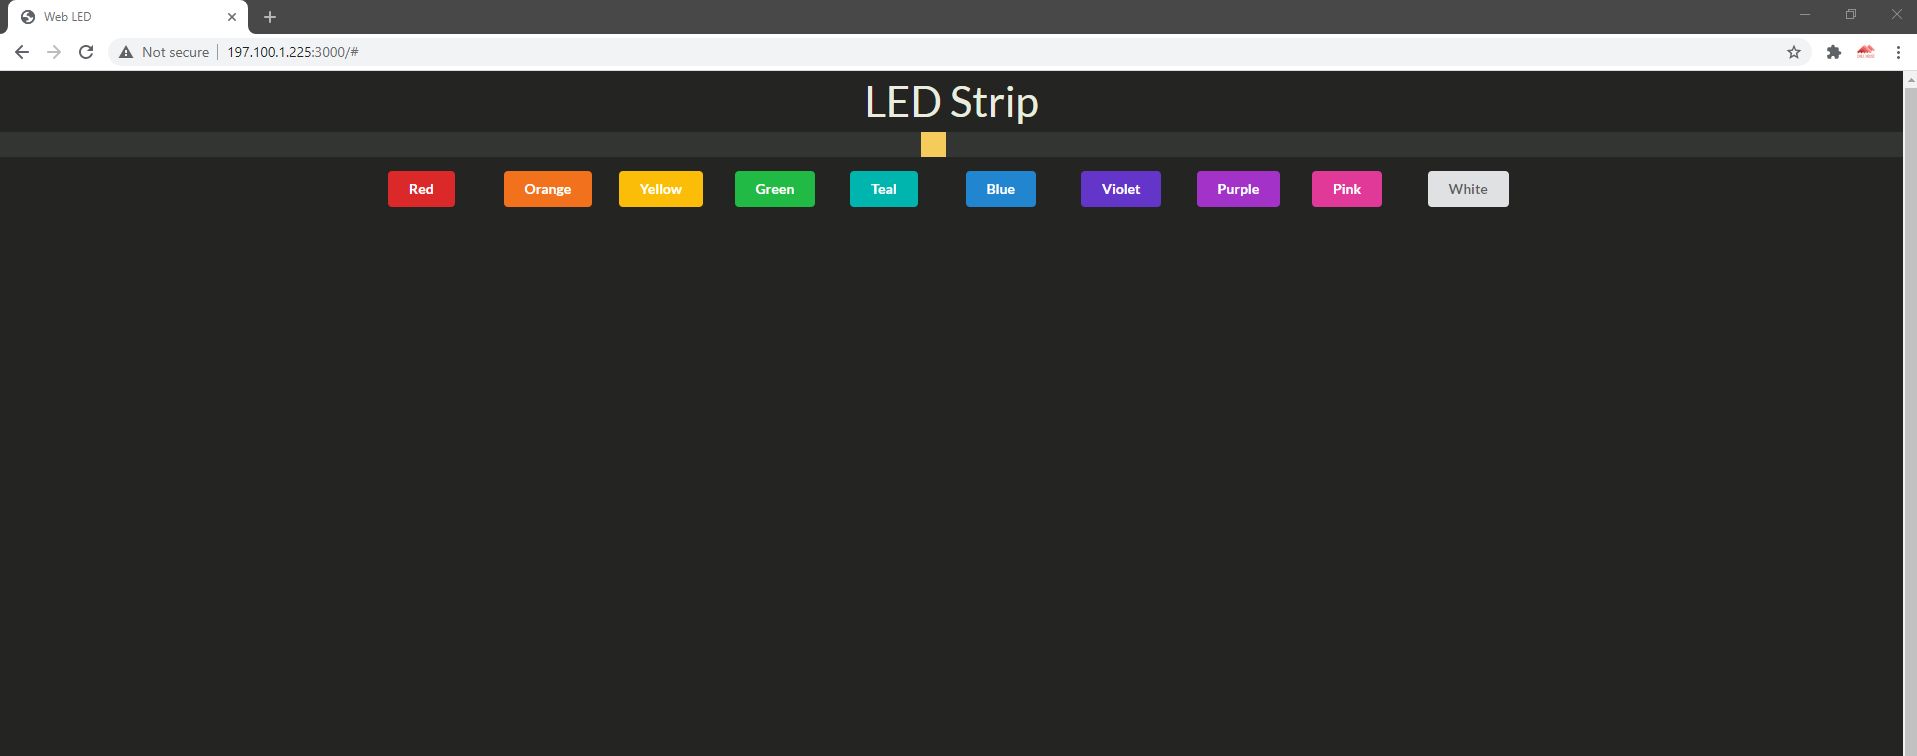 Web LED
Not secure 197.100.1.225:3000/#
LED Strip
Red Orange Yellow Green Teal Blue Violet Purple Pink White